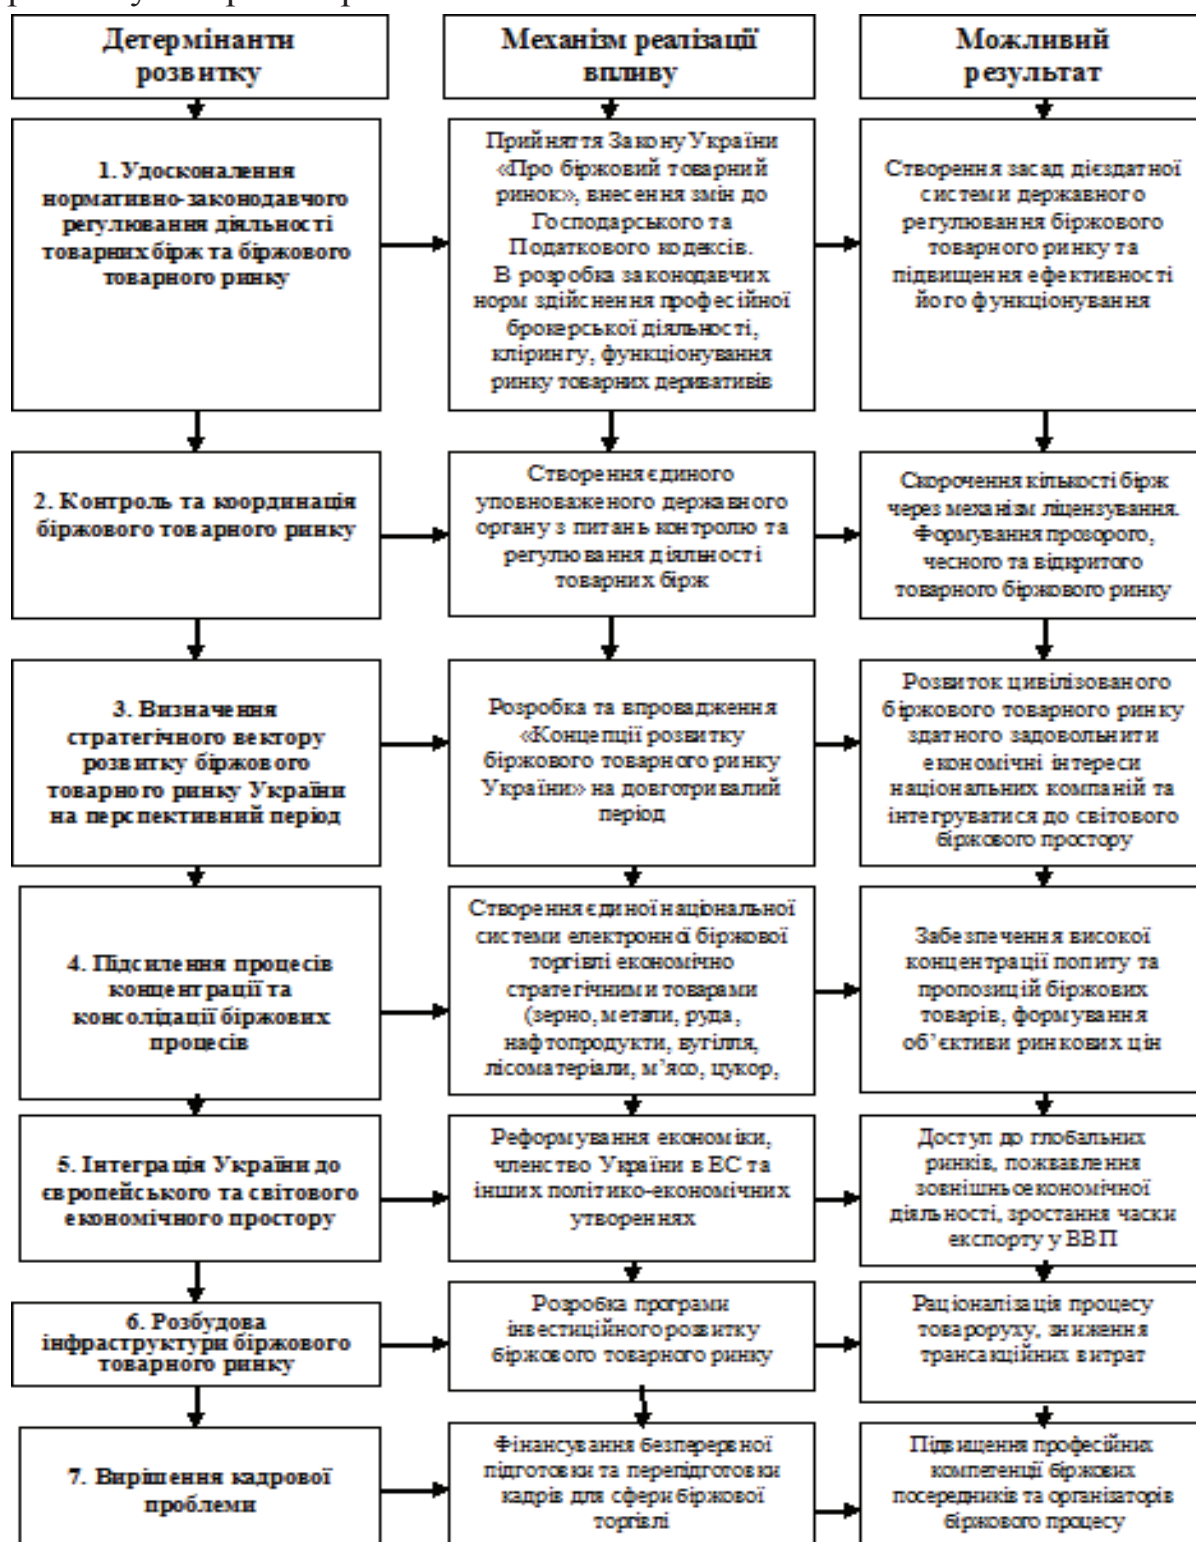 Детермінанти
розвитку
Механізм реалізації
впливу
Можливий
результат
1. Удосконалення
нормативно-законодавчого
регулювання діяльності
товарних бірж та біржового
товарного ринку
Прийняття Закону України
«Про біржовий товарний
ринок», внесення змін до
Господарського та
Податкового кодексів.
В розробка законодавчих
норм здійснення професійної
брокерської діяльності,
клірингу, функціонування
ринку товарних деривативів
Створення засад дієздатної
системи державного
регулювання біржового
товарного ринку та
підвищення ефективності
його функціонування
2. Контроль та координація
біржового товарного ринку
Створення єдиного
уповноваженого державного
органу з питань контролю та
регулювання діяльності
товарних бірж
Скорочення кількості бірж
через механізм ліцензування.
Формування прозорого,
чесного та відкритого
товарного біржового ринку
3. Визначення
стратегічного вектору
розвитку біржового
товарного ринку України
на перспективний період
Розробка та впровадження
«Концепції розвитку
біржового товарного ринку
України» на довготривалий
період
Розвиток цивілізованого
біржового товарного ринку
здатного задовольнити
економічні інтереси
національних компаній та
інтегруватися до світового
біржового простору
4. Підсилення процесів
концентрації та
консолідації біржових
процесів
Створення єдиної національної
системи електронної біржової
торгівлі економічно
стратегічними товарами
(зерно, метали, руда,
нафтопродукти, вугілля,
лісоматеріали, м’ясо, цукор,
Забезпечення високої
концентрації попиту та
пропозицій біржових
товарів, формування
об’єктиви ринкових цін
5. Інтеграція України до
європейського та світового
економічного простору
Реформування економіки,
членство України в ЕС та
інших політико-економічних
утвореннях
Доступ до глобальних
ринків, пожвавлення
зовнішньоекономічної
діяльності, зростання часки
експорту у ВВП
6. Розбудова
інфраструктури біржового
товарного ринку
Розробка програми
інвестиційного розвитку
біржового товарного ринку
Раціоналізація процесу
товароруху, зниження
трансакційних витрат
7. Вирішення кадрової
проблеми
Фінансування безперервної
підготовки та перепідготовки
кадрів для сфери біржової
торгівлі
Підвищення професійних
компетенції біржових
посередників та організаторів
біржового процесу